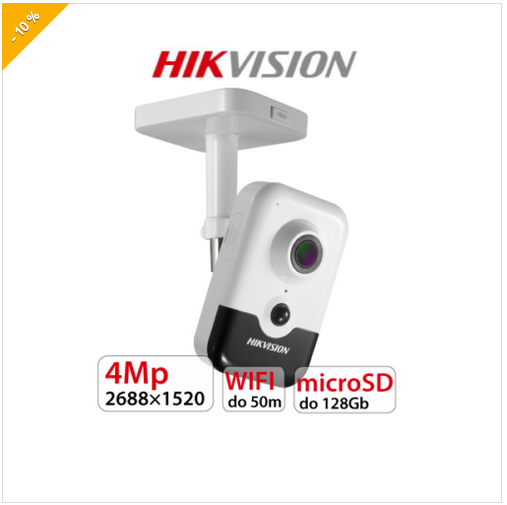 - 10 %
HIKVISION
HIKVISION
4Mp
2688×1520
WIFI
do 50m
microSD
do 128Gb